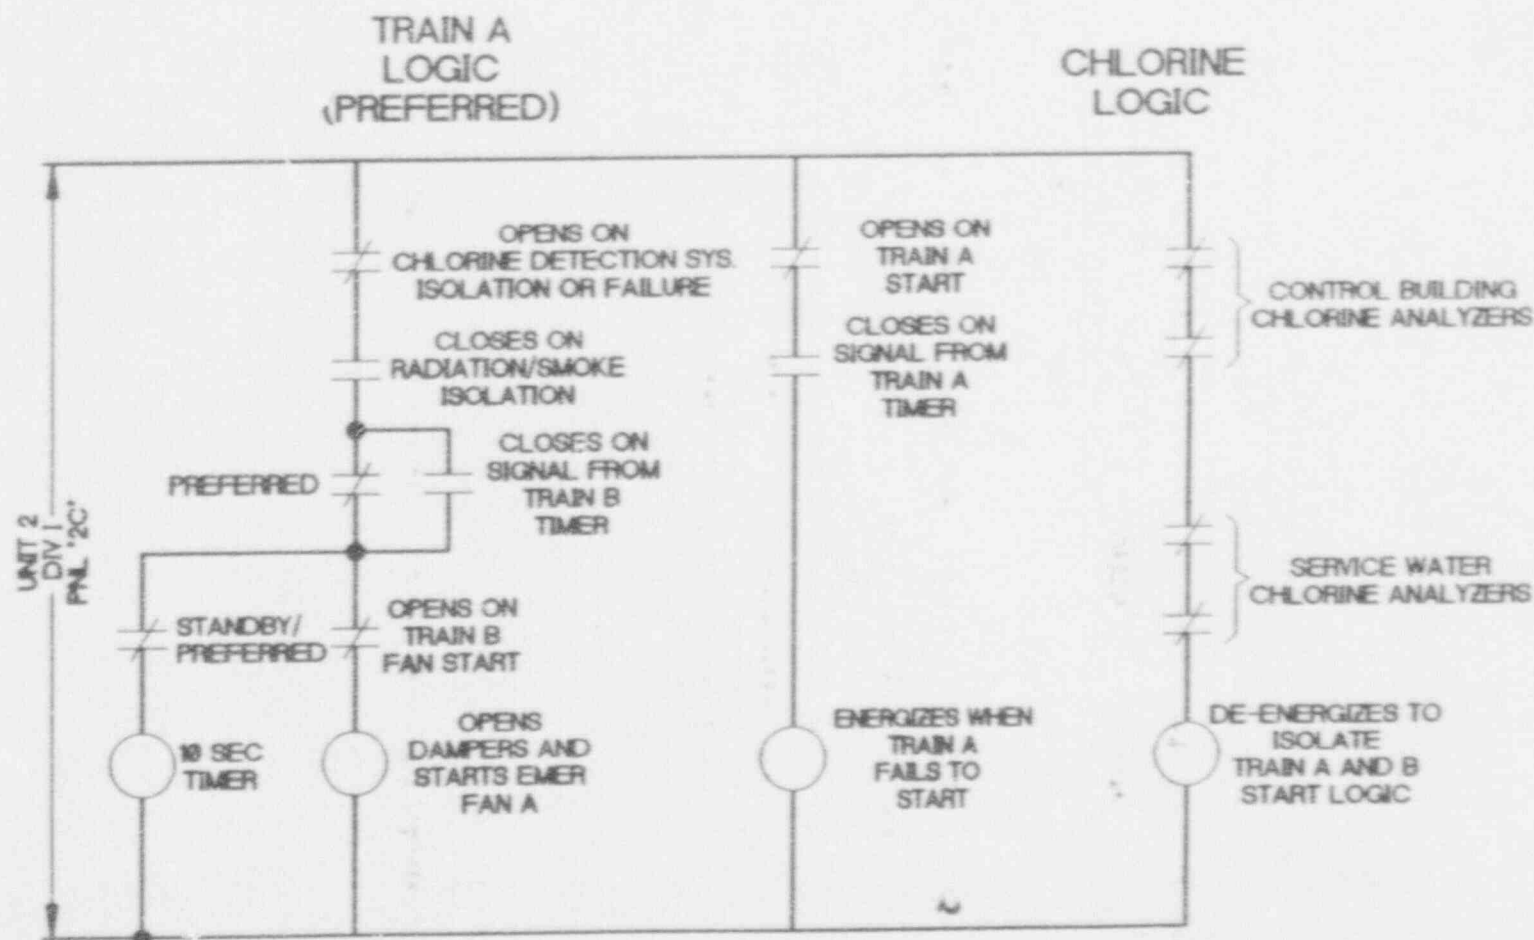 TRAIN A
LOGIC
(PREFERRED)
CHLORINE
LOGIC
OPENS ON
CHLORINE DETECTION SYS.
ISOLATION OR FAILURE
CLOSES ON
RADIATION/SMOKE
ISOLATION
PREFERRED
CLOSES ON
SIGNAL FROM
TRAIN B
TIMER
STANDBY/
PREFERRED
OPENS ON
TRAIN B
FAN START
10 SEC
TIMER
OPENS
DAMPERS AND
STARTS EMER
FAN A
OPENS ON
TRAIN A
START
CLOSES ON
SIGNAL FROM
TRAIN A
TIMER
ENERGIZES WHEN
TRAIN A
FAILS TO
START
CONTROL BUILDING
CHLORINE ANALYZERS
SERVICE WATER
CHLORINE ANALYZERS
DE-ENERGIZES TO
ISOLATE
TRAIN A AND B
START LOGIC
UNIT 2
DIV I
PNL "2C"